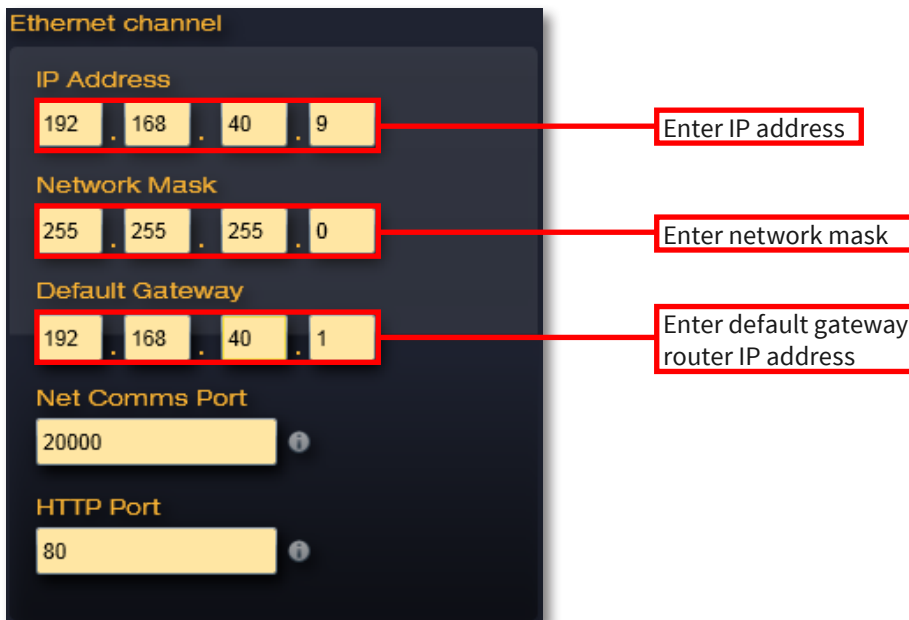 Ethernet channel
IP Address
192 . 168 . 40 . 9
Enter IP address
Network Mask
255 . 255 . 255 . 0
Enter network mask
Default Gateway
192 . 168 . 40 . 1
Enter default gateway
router IP address
Net Comms Port
20000
HTTP Port
80